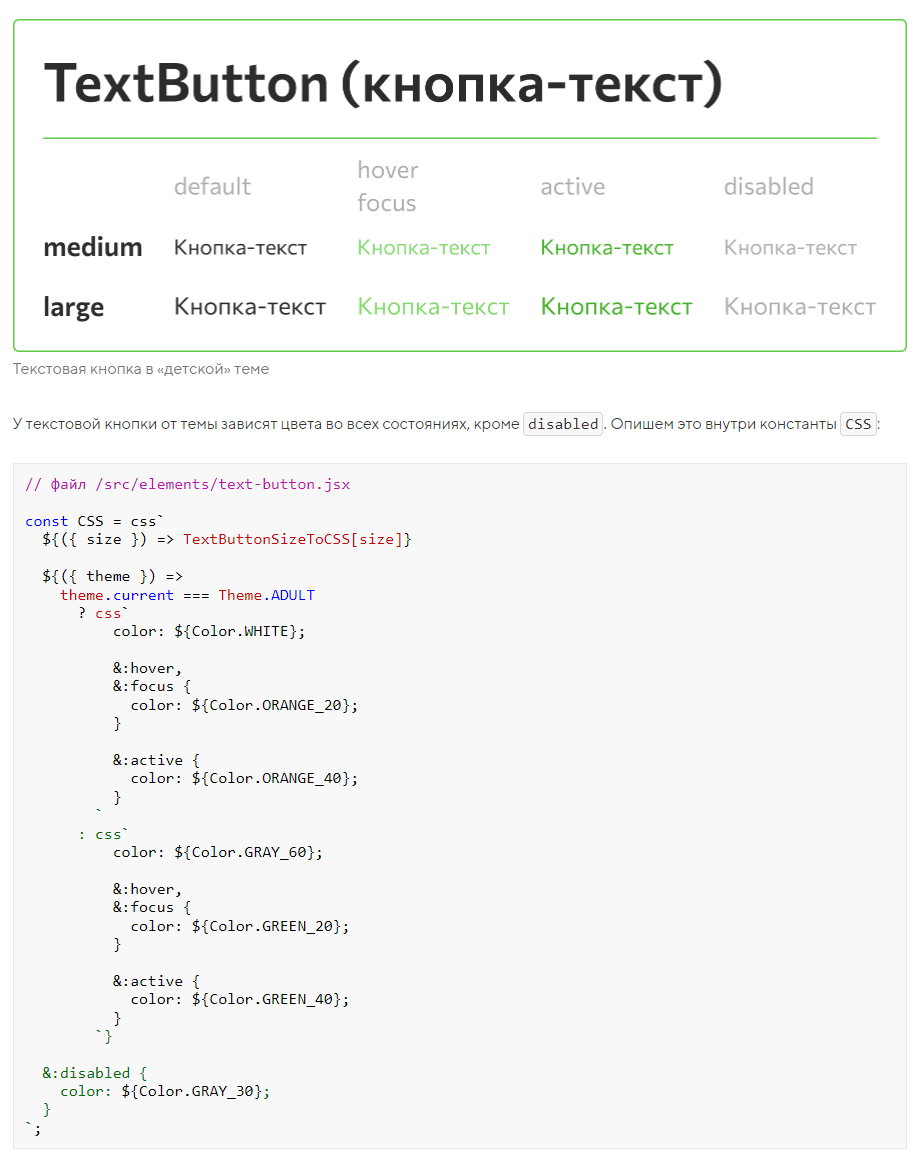 TextButton (кнопка-текст)
default
hover
focus
active
disabled
medium Кнопка-текст Кнопка-текст Кнопка-текст Кнопка-текст
large Кнопка-текст Кнопка-текст Кнопка-текст Кнопка-текст
Текстовая кнопка в «детской» теме
У текстовой кнопки от темы зависят цвета во всех состояниях, кроме disabled. Опишем это внутри константы CSS:
// файл /src/elements/text-button.jsx
const CSS = css`
  ${({ size }) => TextButtonSizeToCSS[size]}
  ${({ theme }) =>
    theme.current === Theme.ADULT
      ? css`
          color: ${Color.WHITE};
          &:hover,
          &:focus {
            color: ${Color.ORANGE_20};
          }
          &:active {
            color: ${Color.ORANGE_40};
          }
        `
      : css`
          color: ${Color.GRAY_60};
          &:hover,
          &:focus {
            color: ${Color.GREEN_20};
          }
          &:active {
            color: ${Color.GREEN_40};
          }
        `}
  &:disabled {
    color: ${Color.GRAY_30};
  }
`;